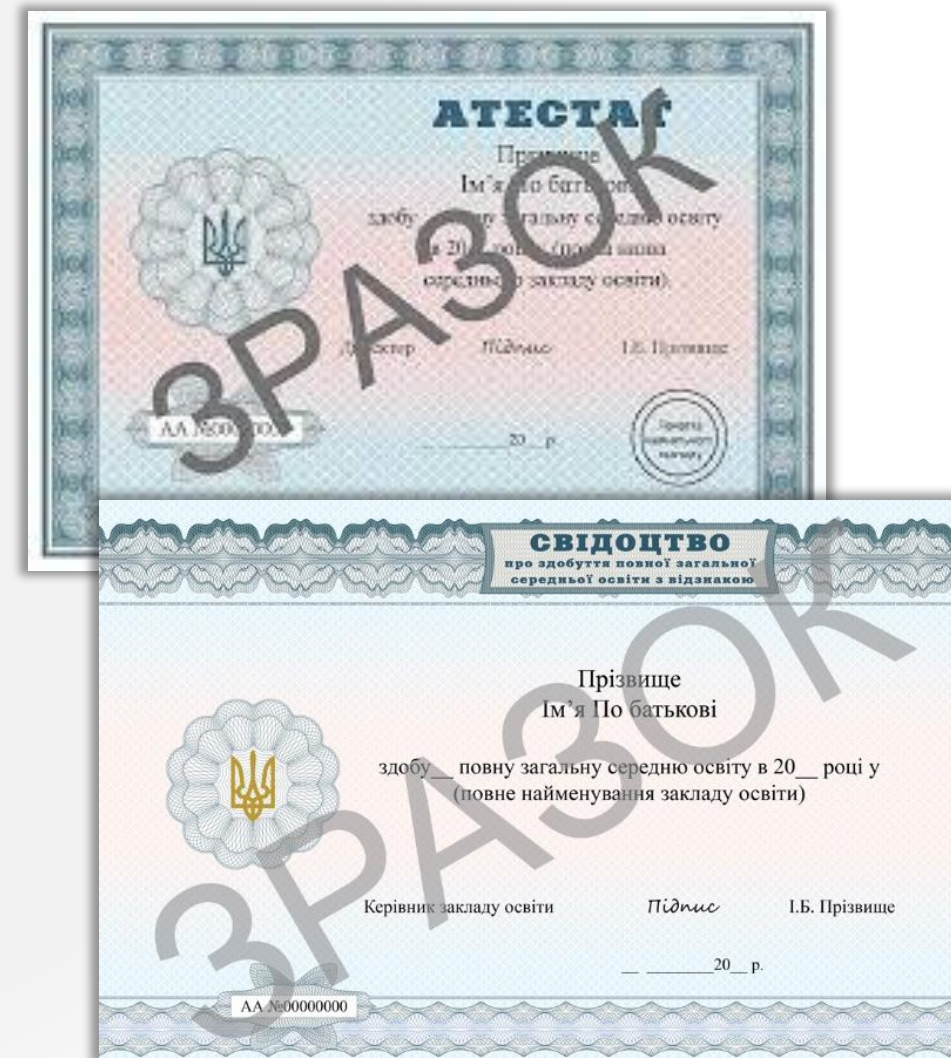 АТЕСТАТ
Прізвище
Ім'я По батькові
здобу повну загальну середню освіту
в 20 році у (повна назва
середнього закладу освіти)
Директор Підпис І.Б. Прізвище
АА №
20 р.
ЗРАЗОК
СВІДОЦТВО
про здобуття повної загальної
середньої освіти з відзнакою
Прізвище
Ім'я По батькові
здобу__ повну загальну середню освіту в 20__ році у
(повне найменування закладу освіти)
Керівник закладу освіти Підпис І.Б. Прізвище
__ ________20__ р.
АА №00000000
ЗРАЗОК